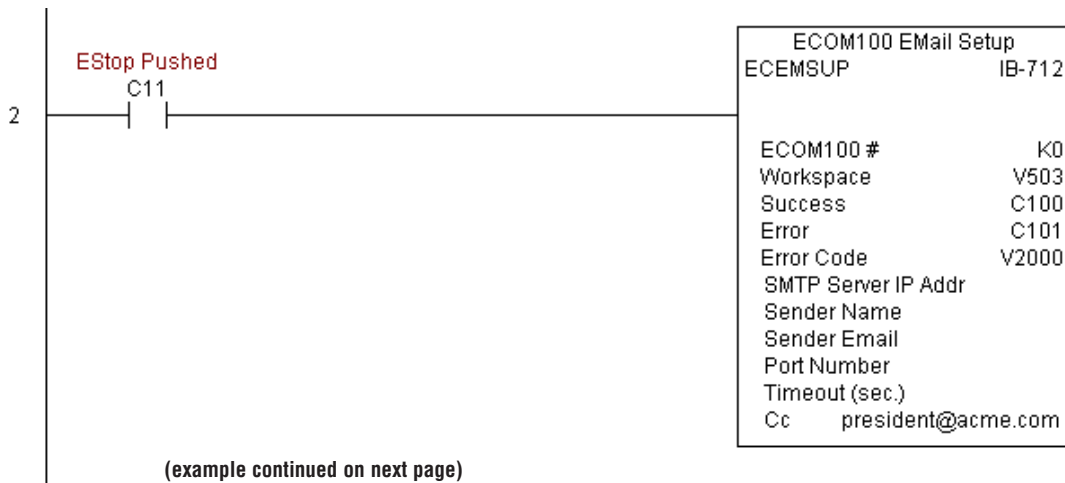 EStop Pushed
C11
2
ECOM100 EMail Setup
ECEMSUP IB-712
ECOM100 # K0
Workspace V503
Success C100
Error C101
Error Code V2000
SMTP Server IP Addr
Sender Name
Sender Email
Port Number
Timeout (sec.)
Cc president@acme.com
(example continued on next page)